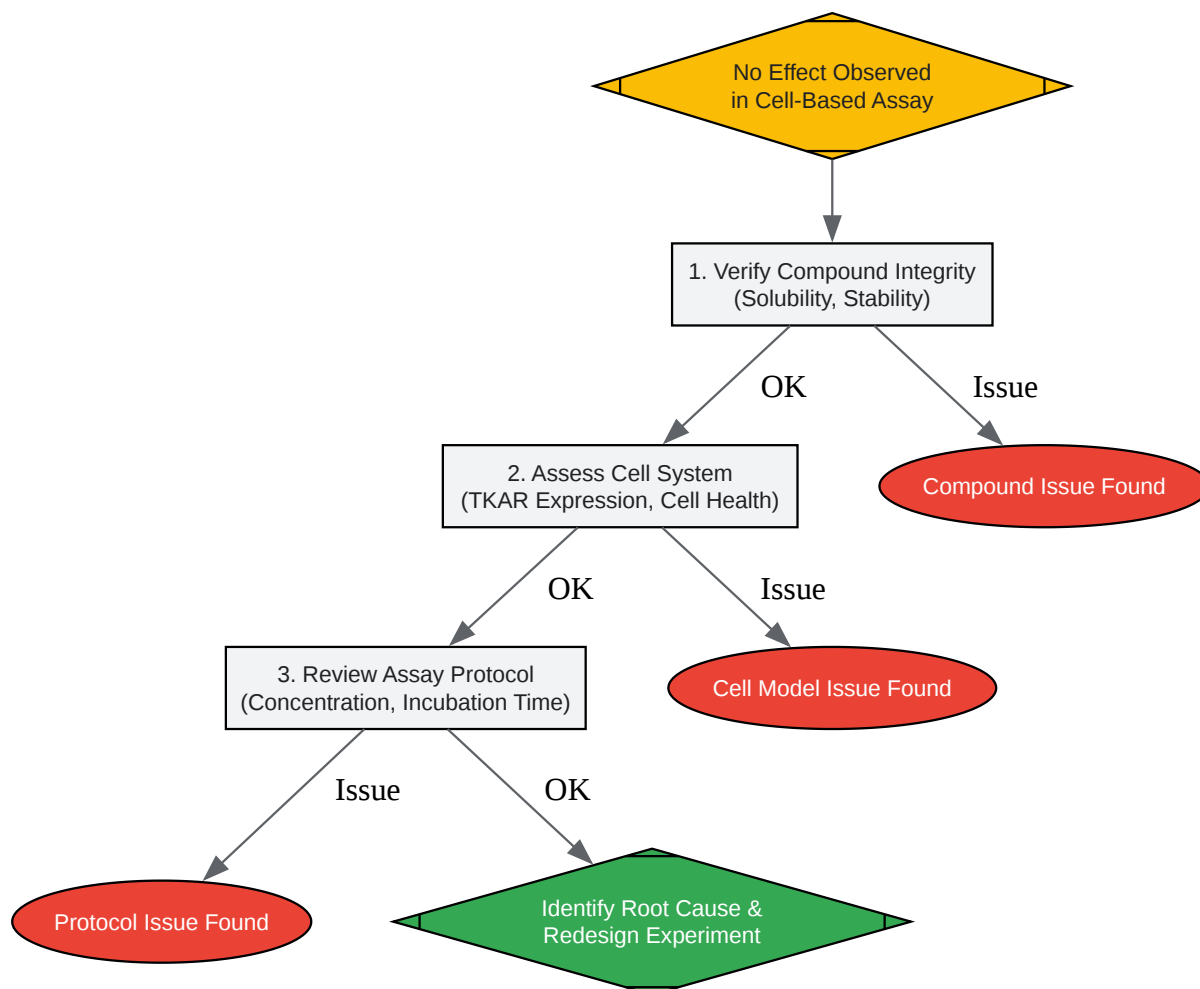 No Effect Observed
in Cell-Based Assay
1. Verify Compound Integrity
(Solubility, Stability)
OK
Issue
2. Assess Cell System
(TKAR Expression, Cell Health)
Compound Issue Found
OK
Issue
3. Review Assay Protocol
(Concentration, Incubation Time)
Cell Model Issue Found
Issue
OK
Protocol Issue Found
Identify Root Cause &
Redesign Experiment